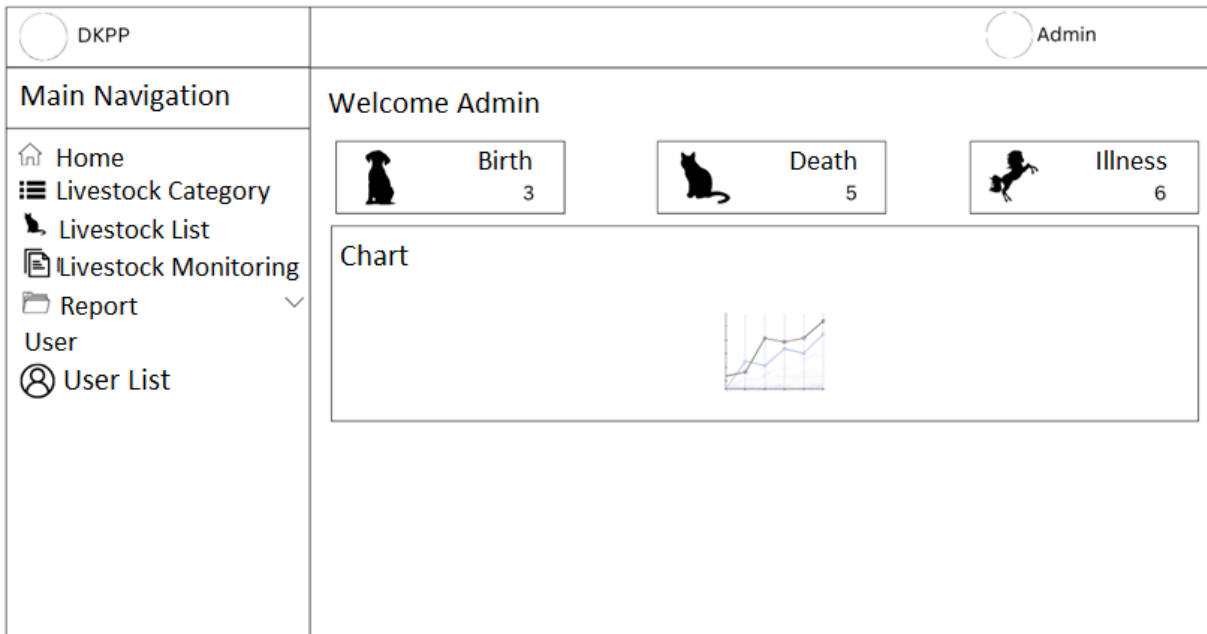 DKPP
Admin
Main Navigation
Home
Livestock Category
Livestock List
Livestock Monitoring
Report
User
User List
Welcome Admin
Birth
3
Death
5
Illness
6
Chart